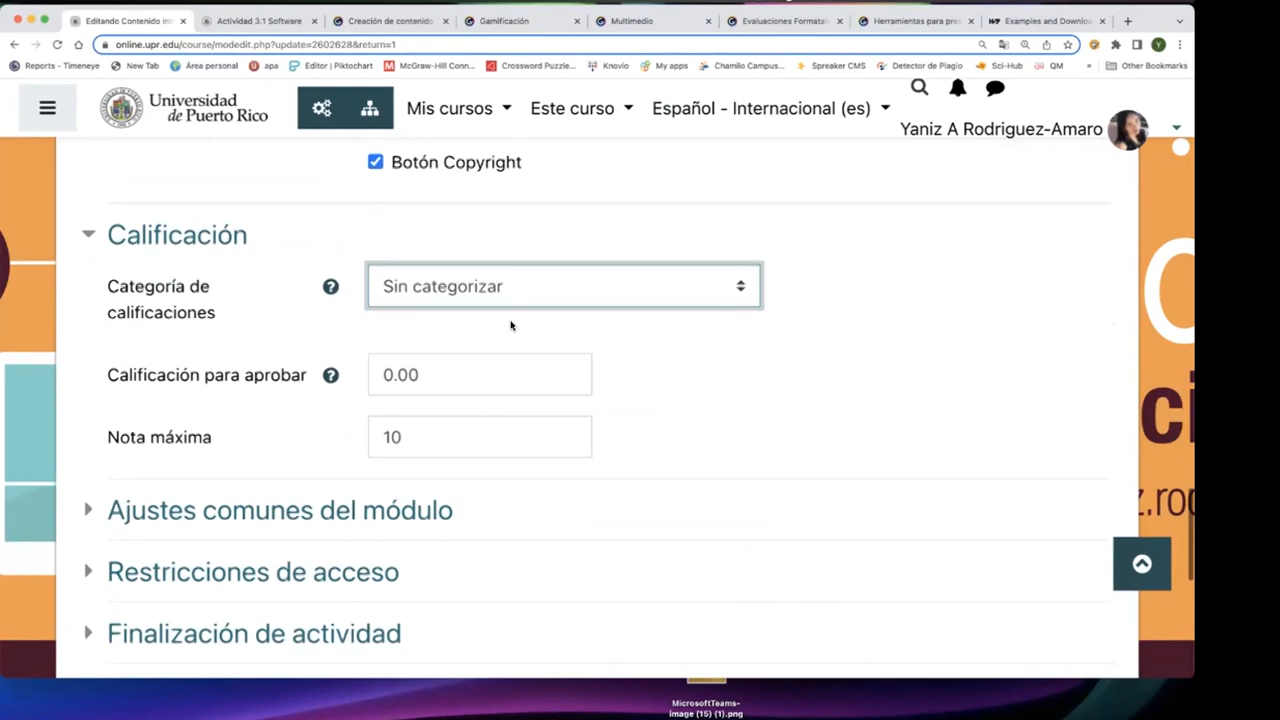 Editando Contenido ini
Actividad 3.1 Software
Creación de contenido
Gamificación
Multimedio
Evaluaciones Formativ
Herramientas para pres
Examples and Downloa
online.upr.edu/course/modedit.php?update=2602628&return=1
Reports - Timeneye
New Tab
Área personal
apa
Editor | Piktochart
McGraw-Hill Conn...
Crossword Puzzle...
Knovio
My apps
Chamilo Campus...
Spreaker CMS
Detector de Plagio
Sci-Hub
QM
»
Other Bookmarks
Universidad
de Puerto Rico
Mis cursos
Este curso
Español - Internacional (es)
Yaniz A Rodriguez-Amaro
Botón Copyright
Calificación
Categoría de
calificaciones
Sin categorizar
Calificación para aprobar
0.00
Nota máxima
10
Ajustes comunes del módulo
Restricciones de acceso
Finalización de actividad
MicrosoftTeams-
image (15) (1).png